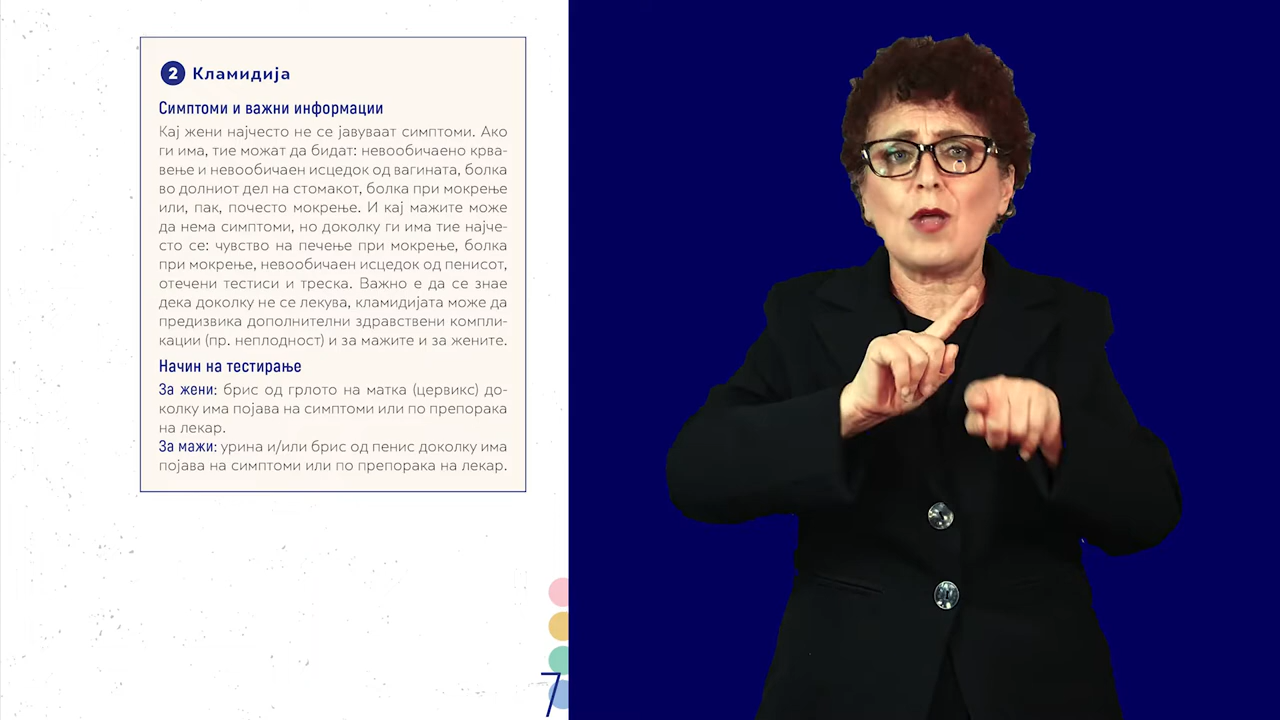 2 Кламидија
Симптоми и важни информации
Кај жени најчесто не се јавуваат симптоми. Ако
ги има, тие можат да бидат: невообичаено крва-
вење и невообичаен исцедок од вагината, болка
во долниот дел на стомакот, болка при мокрење
или, пак, почесто мокрење. И кај мажите може
да нема симптоми, но доколку ги има тие најче-
сто се: чувство на печење при мокрење, болка
при мокрење, невообичаен исцедок од пенисот,
отечени тестиси и треска. Важно е да се знае
дека доколку не се лекува, кламидијата може да
предизвика дополнителни здравствени компли-
кации (пр. неплодност) и за мажите и за жените.
Начин на тестирање
За жени: брис од грлото на матка (цервикс) до-
колку има појава на симптоми или по препорака
на лекар.
За мажи: урина и/или брис од пенис доколку има
појава на симптоми или по препорака на лекар.
7